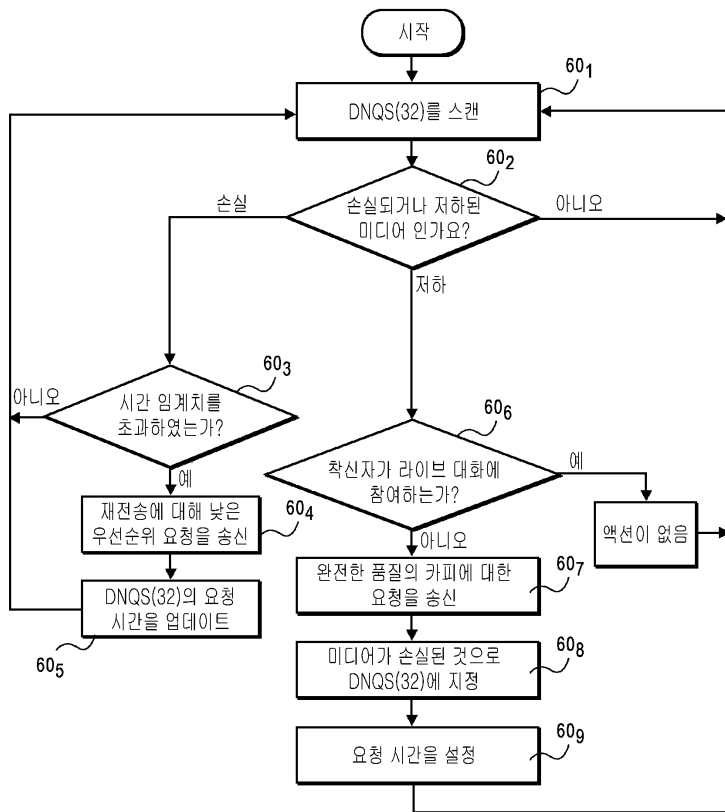 시작
60₁
DNQS(32)를 스캔
60₂
손실
손실되거나 저하된
미디어 인가요?
아니오
저하
60₃
아니오
시간 임계치를
초과하였는가?
예
60₆
착신자가 라이브 대화에
참여하는가?
예
재전송에 대해 낮은
우선순위 요청을 송신
60₄
액션이 없음
아니오
완전한 품질의 카피에 대한
요청을 송신
60₇
DNQS(32)의 요청
시간을 업데이트
60₅
미디어가 손실된 것으로
DNQS(32)에 지정
60₈
요청 시간을 설정
60₉